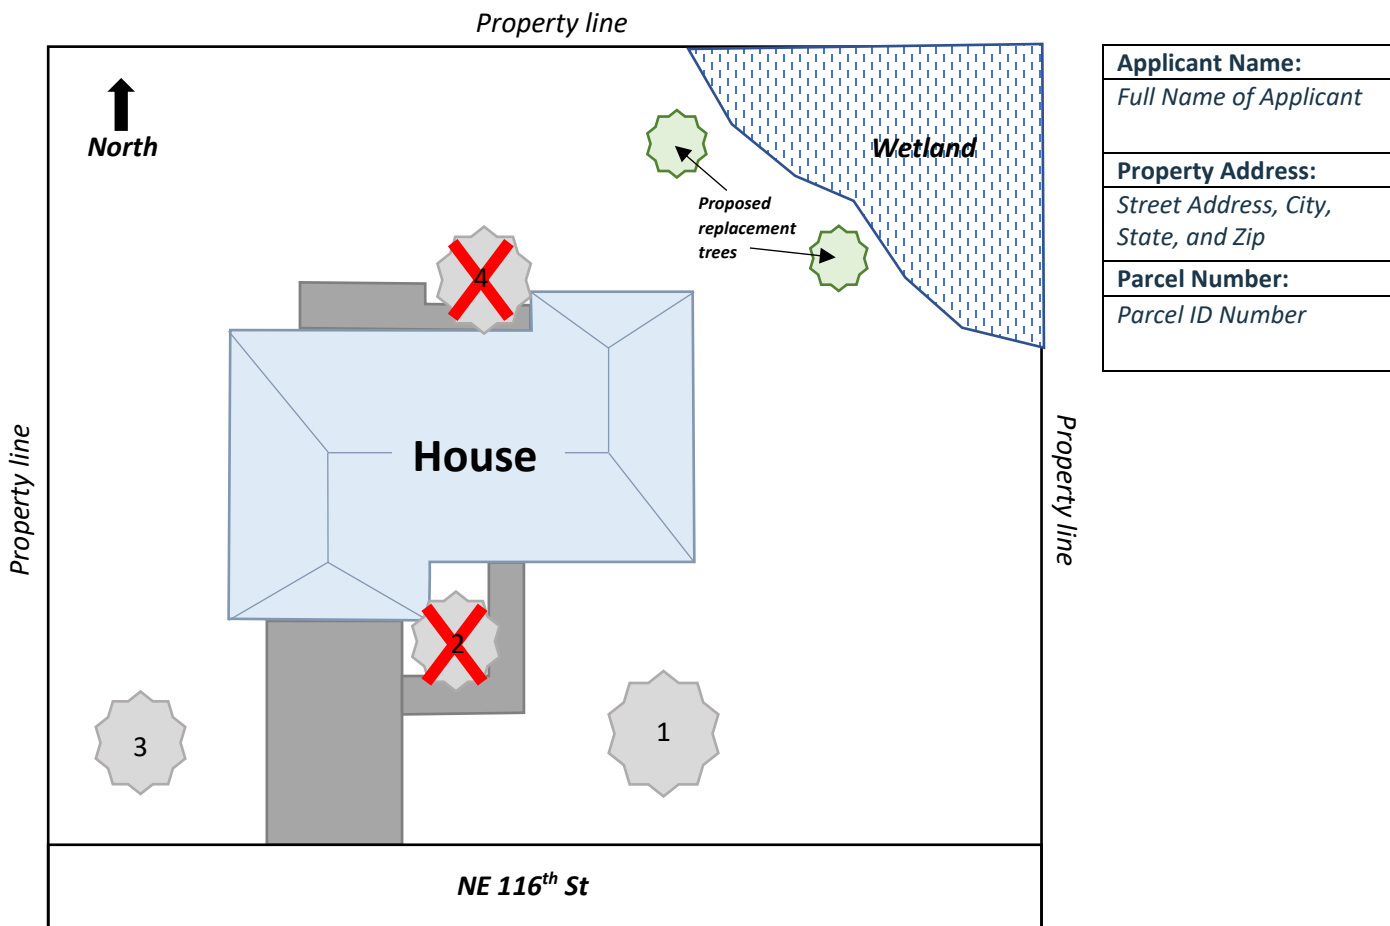 Property line
North
Wetland
Proposed
replacement
trees
4
House
Property line
Property line
2
3
1
NE 116th St
Applicant Name:
Full Name of Applicant
Property Address:
Street Address, City,
State, and Zip
Parcel Number:
Parcel ID Number